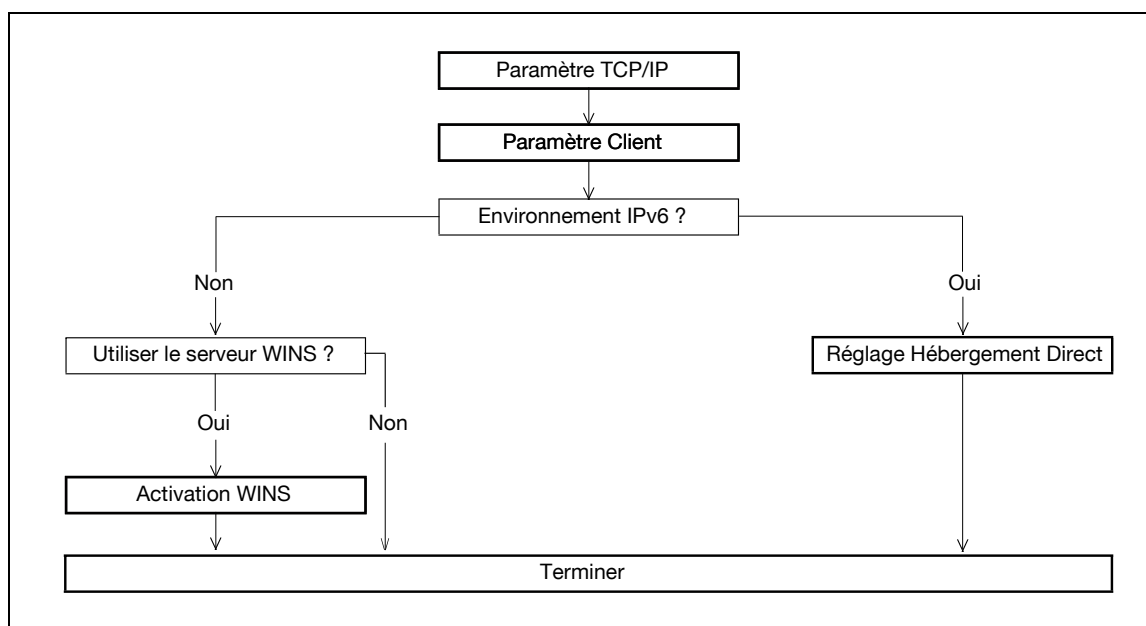 Paramètre TCP/IP
Paramètre Client
Environnement IPv6 ?
Non
Oui
Utiliser le serveur WINS ?
Réglage Hébergement Direct
Oui
Non
Activation WINS
Terminer